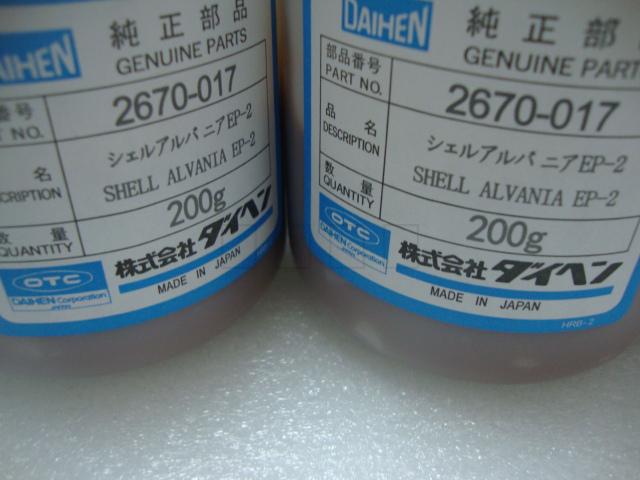 AIHEN
純正部品
GENUINE PARTS
番号
RT NO.
2670-017
名
CRIPTION
シェルアルバニアEP-2
SHELL ALVANIA EP-2
数量
QUANTITY
200g
OTC
DAIHEN Corporation
JAPAN
株式会社ダイヘン
MADE IN JAPAN
DAIHEN
純正部
GENUINE PART
部品番号
PART NO.
2670-017
品名
DESCRIPTION
シェルアルバニアEP-2
SHELL ALVANIA EP-2
数量
QUANTITY
200g
OTC
DAIHEN Corporation
JAPAN
株式会社ダイヘン
MADE IN JAPAN
HRB-2